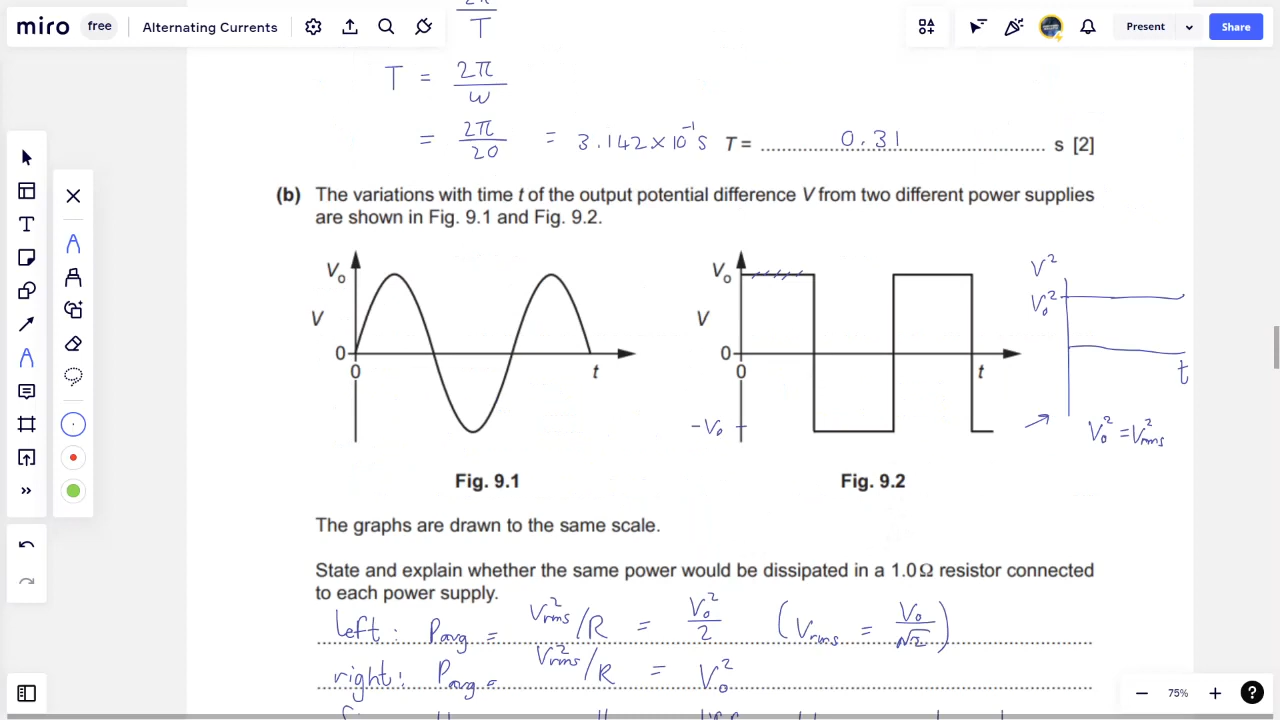 miro free Alternating Currents Present Share
2π
T
T = 2π
ω
= 2π = 3.142 × 10⁻¹ s T = 0.31 s [2]
20
(b) The variations with time t of the output potential difference V from two different power supplies
are shown in Fig. 9.1 and Fig. 9.2.
V₀ V₀ V²
V₀²
V V
0 0
0 t 0 t t
-V₀ V₀² = Vrms²
Fig. 9.1 Fig. 9.2
The graphs are drawn to the same scale.
State and explain whether the same power would be dissipated in a 1.0 Ω resistor connected
to each power supply.
left: Pavg = Vrms²/R = V₀²/2 (Vrms = V₀/√2)
right: Pavg = Vrms²/R = V₀²
75%